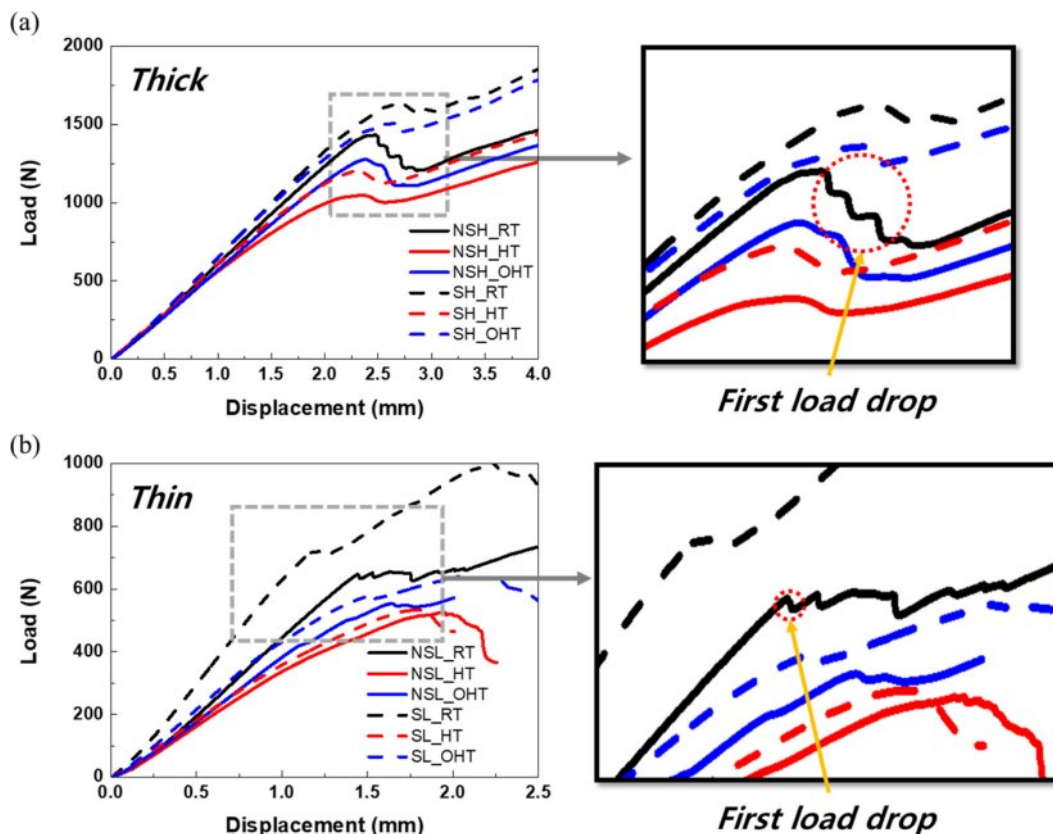 (a)
2000
1500
1000
500
0
Load (N)
Thick
NSH_RT
NSH_HT
NSH_OHT
SH_RT
SH_HT
SH_OHT
0.0 0.5 1.0 1.5 2.0 2.5 3.0 3.5 4.0
Displacement (mm)
First load drop
(b)
1000
800
600
400
200
0
Load (N)
Thin
NSL_RT
NSL_HT
NSL_OHT
SL_RT
SL_HT
SL_OHT
0.0 0.5 1.0 1.5 2.0 2.5
Displacement (mm)
First load drop